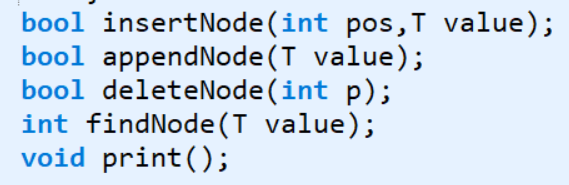 bool insertNode(int pos,T value);
bool appendNode(T value);
bool deleteNode(int p);
int findNode(T value);
void print();